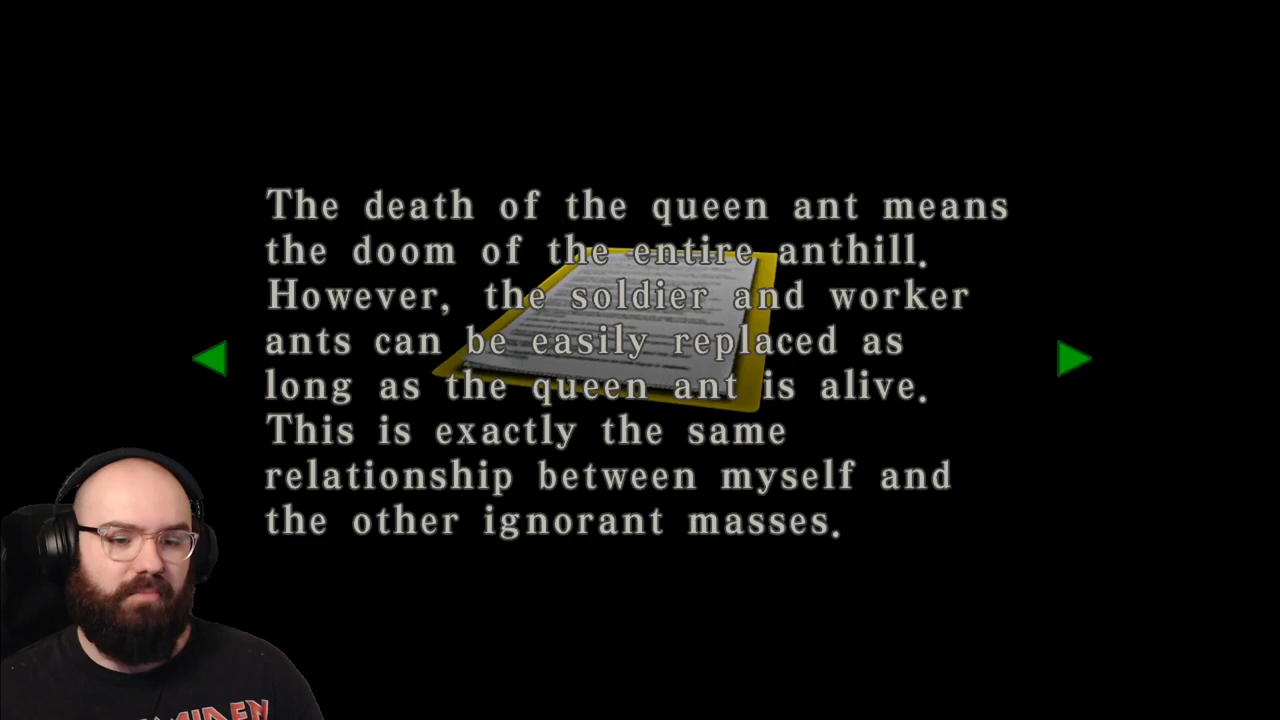 The death of the queen ant means
the doom of the entire anthill.
However, the soldier and worker
ants can be easily replaced as
long as the queen ant is alive.
This is exactly the same
relationship between myself and
the other ignorant masses.
MAIDEN